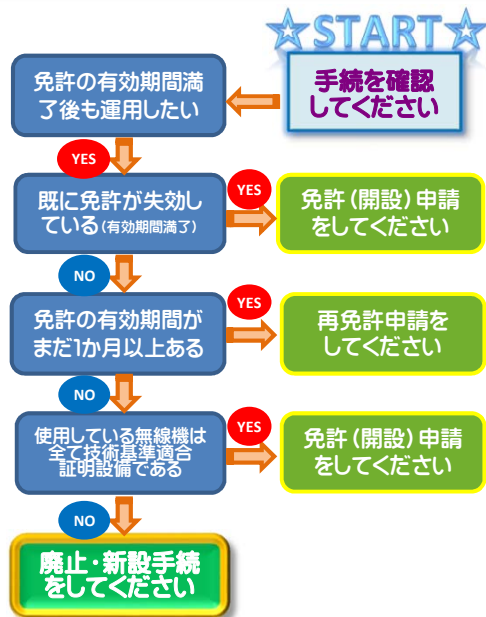 START
手続を確認
してください
免許の有効期間満
了後も運用したい
YES
既に免許が失効し
ている(有効期間満了)
YES
免許(開設)申請
をしてください
NO
免許の有効期間が
まだ1か月以上ある
YES
再免許申請を
してください
NO
使用している無線機は
全て技術基準適合
証明設備である
YES
免許(開設)申請
をしてください
NO
廃止・新設手続
をしてください